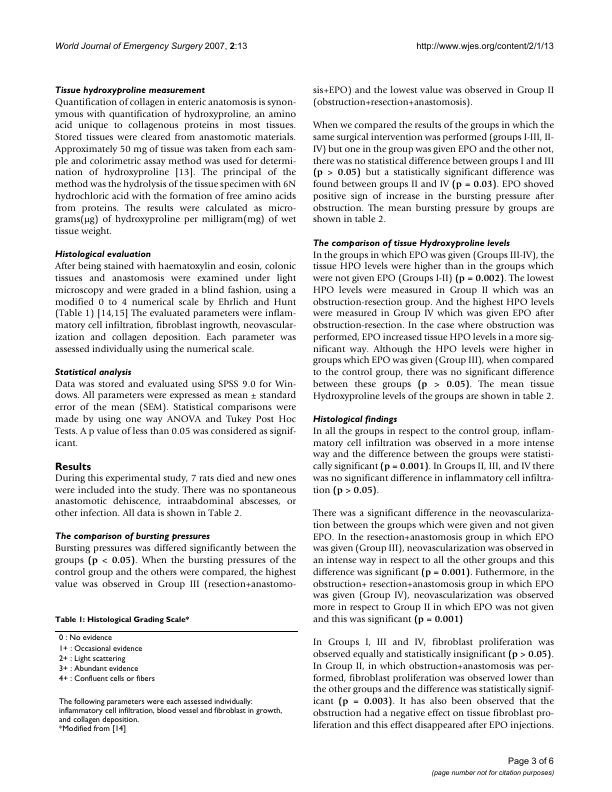 World Journal of Emergency Surgery 2007, 2:13
http://www.wjes.org/content/2/1/13
Tissue hydroxyproline measurement
Quantification of collagen in enteric anatomosis is synon-
ymous with quantification of hydroxyproline, an amino
acid unique to collagenous proteins in most tissues.
Stored tissues were cleared from anastomotic materials.
Approximately 50 mg of tissue was taken from each sam-
ple and colorimetric assay method was used for determi-
nation of hydroxyproline [13]. The principal of the
method was the hydrolysis of the tissue specimen with 6N
hydrochloric acid with the formation of free amino acids
from proteins. The results were calculated as micro-
grams(μg) of hydroxyproline per milligram(mg) of wet
tissue weight.
Histological evaluation
After being stained with haematoxylin and eosin, colonic
tissues and anastomosis were examined under light
microscopy and were graded in a blind fashion, using a
modified 0 to 4 numerical scale by Ehrlich and Hunt
(Table 1) [14,15] The evaluated parameters were inflam-
matory cell infiltration, fibroblast ingrowth, neovascular-
ization and collagen deposition. Each parameter was
assessed individually using the numerical scale.
Statistical analysis
Data was stored and evaluated using SPSS 9.0 for Win-
dows. All parameters were expressed as mean ± standard
error of the mean (SEM). Statistical comparisons were
made by using one way ANOVA and Tukey Post Hoc
Tests. A p value of less than 0.05 was considered as signif-
icant.
Results
During this experimental study, 7 rats died and new ones
were included into the study. There was no spontaneous
anastomotic dehiscence, intraabdominal abscesses, or
other infection. All data is shown in Table 2.
The comparison of bursting pressures
Bursting pressures was differed significantly between the
groups (p < 0.05). When the bursting pressures of the
control group and the others were compared, the highest
value was observed in Group III (resection+anastomo-
Table 1: Histological Grading Scale*
0 : No evidence
1+ : Occasional evidence
2+ : Light scattering
3+ : Abundant evidence
4+ : Confluent cells or fibers
The following parameters were each assessed individually:
inflammatory cell infiltration, blood vessel and fibroblast in growth,
and collagen deposition.
*Modified from [14]
sis+EPO) and the lowest value was observed in Group II
(obstruction+resection+anastomosis).
When we compared the results of the groups in which the
same surgical intervention was performed (groups I-III, II-
IV) but one in the group was given EPO and the other not,
there was no statistical difference between groups I and III
(p > 0.05) but a statistically significant difference was
found between groups II and IV (p = 0.03). EPO showed
positive sign of increase in the bursting pressure after
obstruction. The mean bursting pressure by groups are
shown in table 2.
The comparison of tissue Hydroxyproline levels
In the groups in which EPO was given (Groups III-IV), the
tissue HPO levels were higher than in the groups which
were not given EPO (Groups I-II) (p = 0.002). The lowest
HPO levels were measured in Group II which was an
obstruction-resection group. And the highest HPO levels
were measured in Group IV which was given EPO after
obstruction-resection. In the case where obstruction was
performed, EPO increased tissue HPO levels in a more sig-
nificant way. Although the HPO levels were higher in
groups which EPO was given (Group III), when compared
to the control group, there was no significant difference
between these groups (p > 0.05). The mean tissue
Hydroxyproline levels of the groups are shown in table 2.
Histological findings
In all the groups in respect to the control group, inflam-
matory cell infiltration was observed in a more intense
way and the difference between the groups were statisti-
cally significant (p = 0.001). In Groups II, III, and IV there
was no significant difference in inflammatory cell infiltra-
tion (p > 0.05).
There was a significant difference in the neovasculariza-
tion between the groups which were given and not given
EPO. In the resection+anastomosis group in which EPO
was given (Group III), neovascularization was observed in
an intense way in respect to all the other groups and this
difference was significant (p = 0.001). Futhermore, in the
obstruction+ resection+anastomosis group in which EPO
was given (Group IV), neovascularization was observed
more in respect to Group II in which EPO was not given
and this was significant (p = 0.001)
In Groups I, III and IV, fibroblast proliferation was
observed equally and statistically insignificant (p > 0.05).
In Group II, in which obstruction+anastomosis was per-
formed, fibroblast proliferation was observed lower than
the other groups and the difference was statistically signif-
icant (p = 0.003). It has also been observed that the
obstruction had a negative effect on tissue fibroblast pro-
liferation and this effect disappeared after EPO injections.
Page 3 of 6
(page number not for citation purposes)